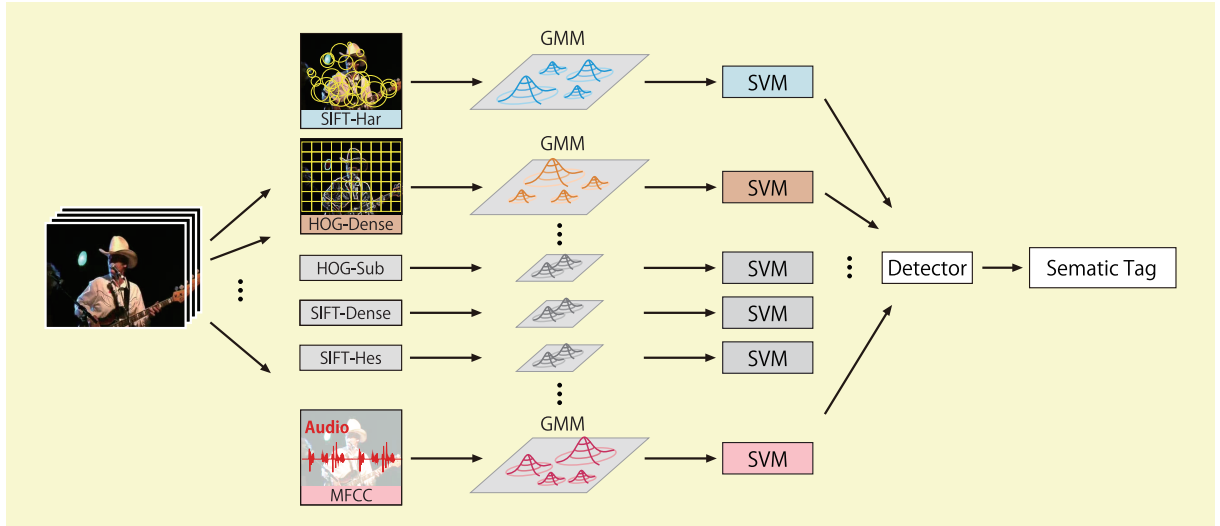 GMM
SIFT-Har
SVM
GMM
HOG-Dense
SVM
HOG-Sub
SVM
Detector
Sematic Tag
SIFT-Dense
SVM
SIFT-Hes
SVM
GMM
Audio
MFCC
SVM